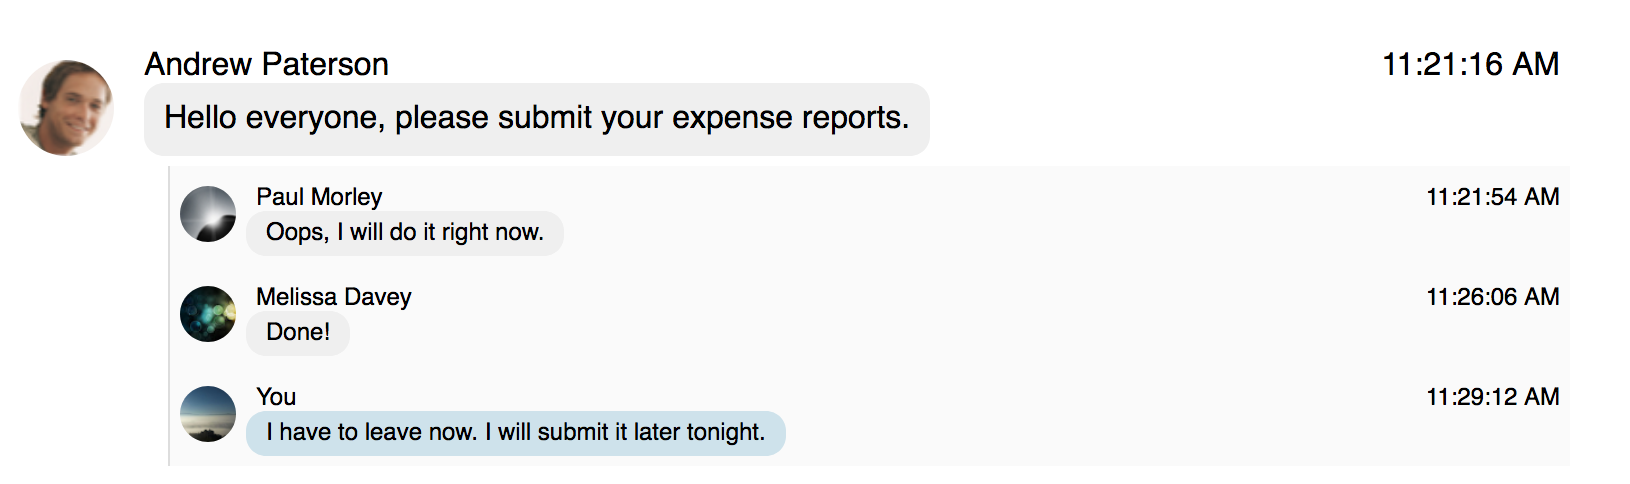 Andrew Paterson 11:21:16 AM
Hello everyone, please submit your expense reports.
Paul Morley 11:21:54 AM
Oops, I will do it right now.
Melissa Davey 11:26:06 AM
Done!
You 11:29:12 AM
I have to leave now. I will submit it later tonight.